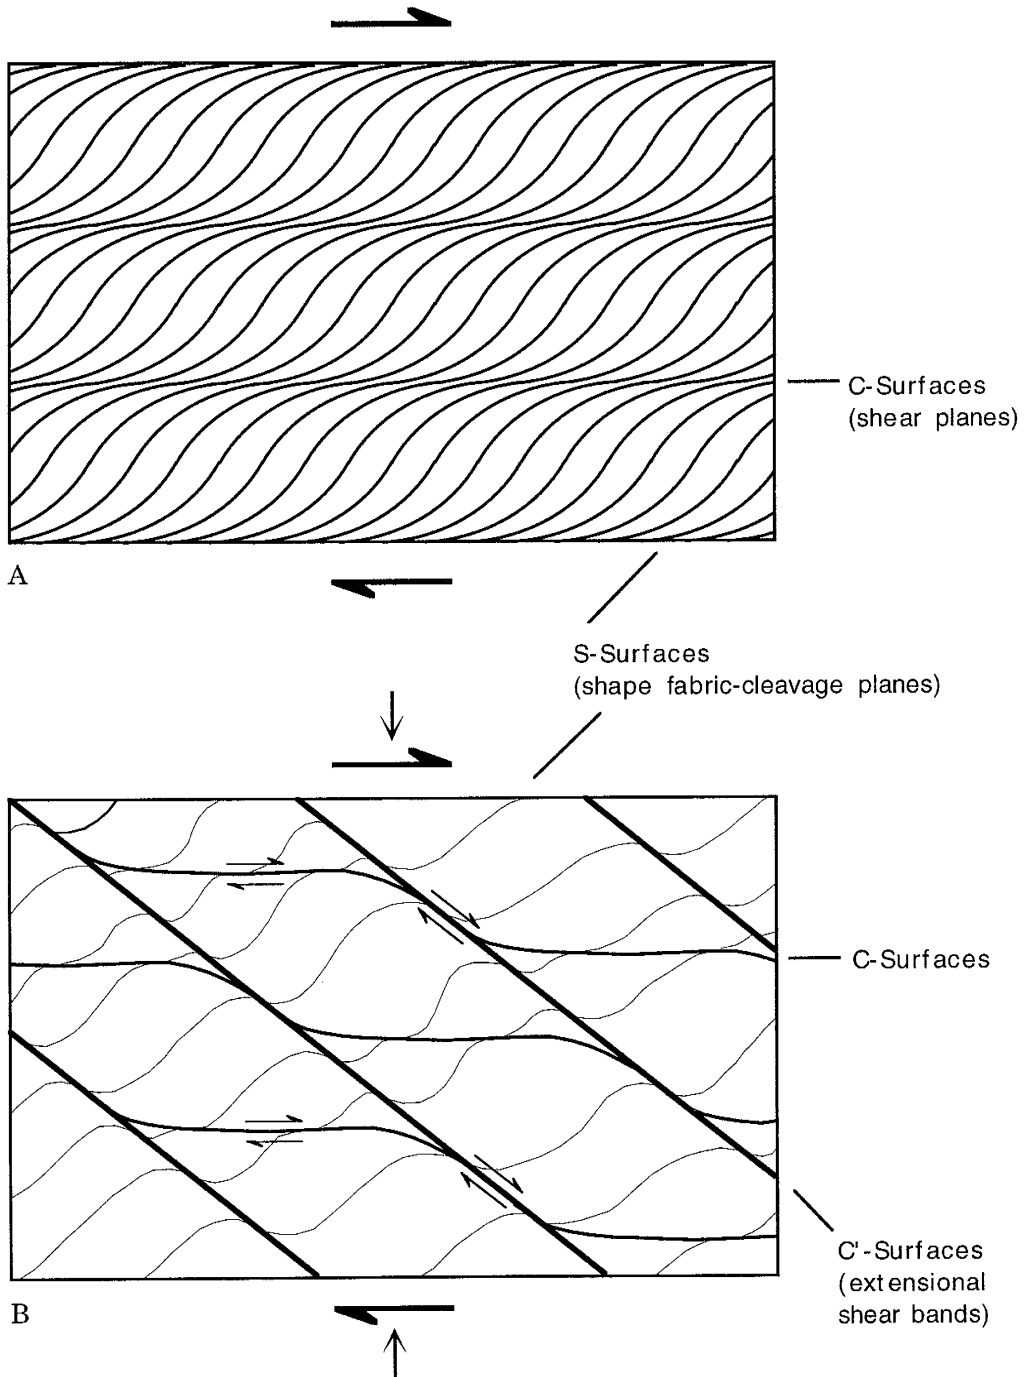 C-Surfaces
(shear planes)
A
S-Surfaces
(shape fabric-cleavage planes)
C-Surfaces
C'-Surfaces
(extensional
shear bands)
B